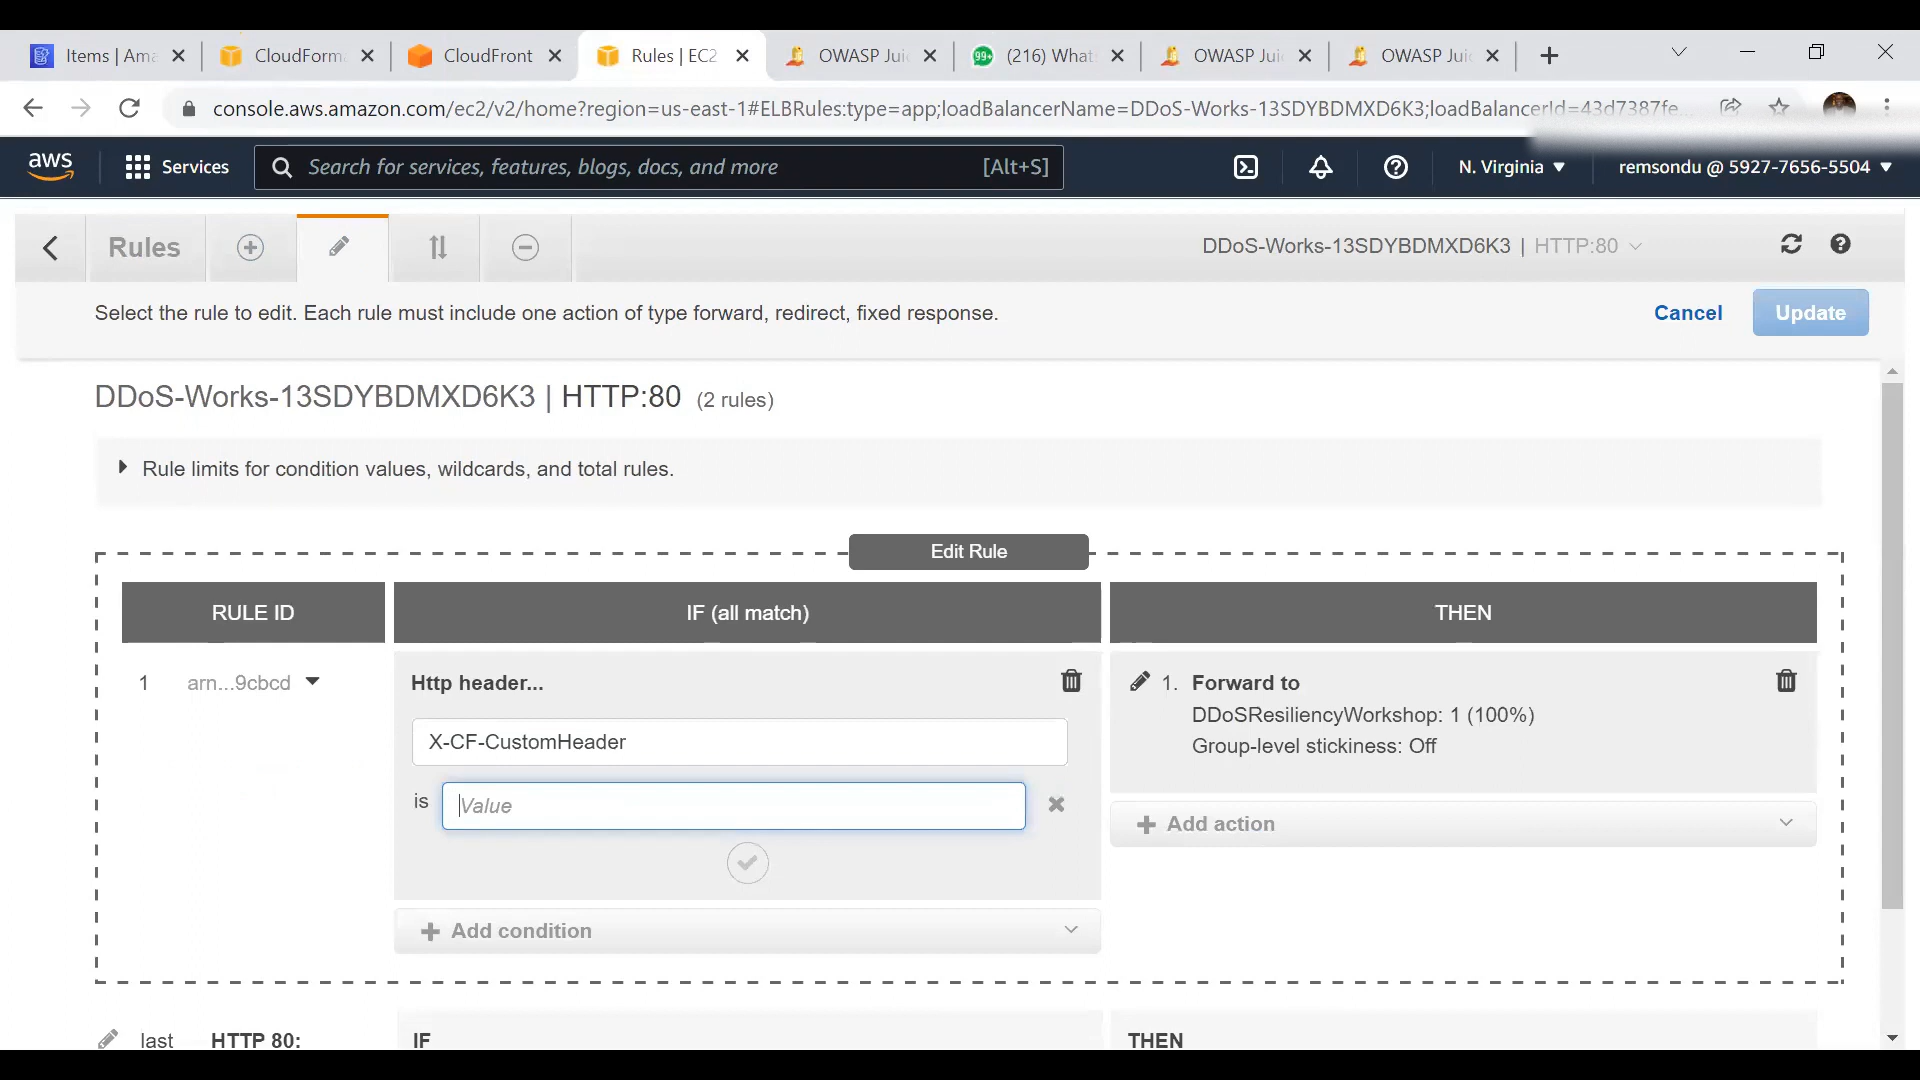 Items | Ama
CloudForm
CloudFront
Rules | EC2
OWASP Jui
99+
(216) What
OWASP Jui
OWASP Jui
console.aws.amazon.com/ec2/v2/home?region=us-east-1#ELBRules:type=app;loadBalancerName=DDoS-Works-13SDYBDMXD6K3;loadBalancerId=43d7387fe...
aws
Services
Search for services, features, blogs, docs, and more
[Alt+S]
N. Virginia
remsondu @ 5927-7656-5504
Rules
DDoS-Works-13SDYBDMXD6K3 | HTTP:80
Select the rule to edit. Each rule must include one action of type forward, redirect, fixed response.
Cancel
Update
DDoS-Works-13SDYBDMXD6K3 | HTTP:80 (2 rules)
Rule limits for condition values, wildcards, and total rules.
Edit Rule
RULE ID
IF (all match)
THEN
1
arn...9cbcd
Http header...
X-CF-CustomHeader
is
Value
Add condition
1. Forward to
DDoSResiliencyWorkshop: 1 (100%)
Group-level stickiness: Off
Add action
last
HTTP 80:
IF
THEN